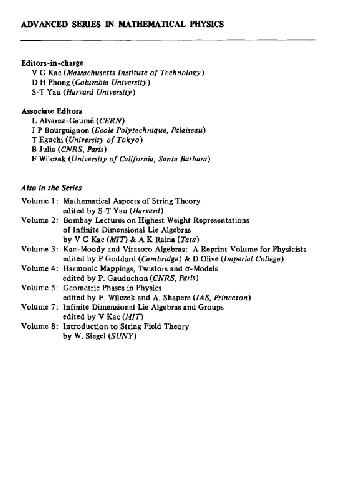 ADVANCED SERIES IN MATHEMATICAL PHYSICS
Editors-in-charge
V G Kac (Massachusetts Institute of Technology)
D H Phong (Columbia University)
S-T Yau (Harvard University)
Associate Editors
L Alvarez-Gaumé (CERN)
J P Bourguignon (Ecole Polytechnique, Palaiseau)
T Eguchi (University of Tokyo)
B Julia (CNRS, Paris)
F Wilczek (University of California, Santa Barbara)
Also in the Series
Volume 1: Mathematical Aspects of String Theory
edited by S-T Yau (Harvard)
Volume 2: Bombay Lectures on Highest Weight Representations
of Infinite Dimensional Lie Algebras
by V G Kac (MIT) & A K Raina (Tata)
Volume 3: Kac-Moody and Virasoro Algebras: A Reprint Volume for Physicists
edited by P Goddard (Cambridge) & D Olive (Imperial College)
Volume 4: Harmonic Mappings, Twistors and σ-Models
edited by P. Gauduchon (CNRS, Paris)
Volume 5: Geometric Phases in Physics
edited by F. Wilczek and A. Shapere (IAS, Princeton)
Volume 7: Infinite Dimensional Lie Algebras and Groups
edited by V Kac (MIT)
Volume 8: Introduction to String Field Theory
by W. Siegel (SUNY)